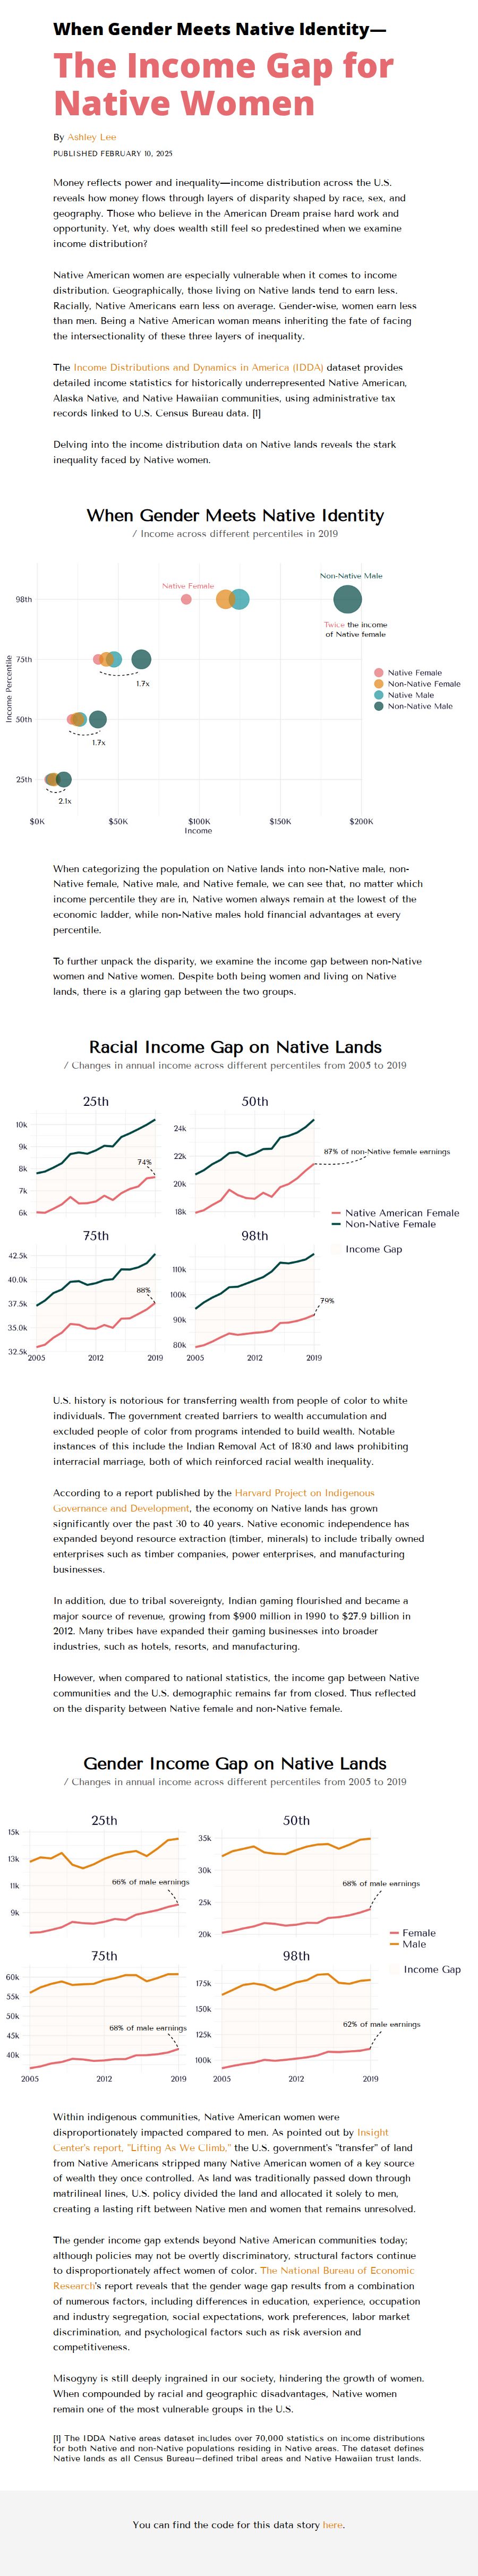 When Gender Meets Native Identity—
The Income Gap for
Native Women
By Ashley Lee
PUBLISHED FEBRUARY 10, 2025
Money reflects power and inequality—income distribution across the U.S.
reveals how money flows through layers of disparity shaped by race, sex, and
geography. Those who believe in the American Dream praise hard work and
opportunity. Yet, why does wealth still feel so predestined when we examine
income distribution?
Native American women are especially vulnerable when it comes to income
distribution. Geographically, those living on Native lands tend to earn less.
Racially, Native Americans earn less on average. Gender-wise, women earn less
than men. Being a Native American woman means inheriting the fate of facing
the intersectionality of these three layers of inequality.
The Income Distributions and Dynamics in America (IDDA) dataset provides
detailed income statistics for historically underrepresented Native American,
Alaska Native, and Native Hawaiian communities, using administrative tax
records linked to U.S. Census Bureau data. [1]
Delving into the income distribution data on Native lands reveals the stark
inequality faced by Native women.
When Gender Meets Native Identity
/ Income across different percentiles in 2019
Non-Native Male
Native Female
98th
Twice the income
of Native female
75th
1.7x
Native Female
Non-Native Female
Native Male
Non-Native Male
Income Percentile
50th
1.7x
25th
2.1x
$0K $50K $100K $150K $200K
Income
When categorizing the population on Native lands into non-Native male, non-
Native female, Native male, and Native female, we can see that, no matter which
income percentile they are in, Native women always remain at the lowest of the
economic ladder, while non-Native males hold financial advantages at every
percentile.
To further unpack the disparity, we examine the income gap between non-Native
women and Native women. Despite both being women and living on Native
lands, there is a glaring gap between the two groups.
Racial Income Gap on Native Lands
/ Changes in annual income across different percentiles from 2005 to 2019
25th
10k
9k
8k
7k
6k
74%
50th
24k
22k
20k
18k
87% of non-Native female earnings
Native American Female
Non-Native Female
Income Gap
75th
42.5k
40.0k
37.5k
35.0k
32.5k
88%
2005 2012 2019
98th
110k
100k
90k
80k
79%
2005 2012 2019
U.S. history is notorious for transferring wealth from people of color to white
individuals. The government created barriers to wealth accumulation and
excluded people of color from programs intended to build wealth. Notable
instances of this include the Indian Removal Act of 1830 and laws prohibiting
interracial marriage, both of which reinforced racial wealth inequality.
According to a report published by the Harvard Project on Indigenous
Governance and Development, the economy on Native lands has grown
significantly over the past 30 to 40 years. Native economic independence has
expanded beyond resource extraction (timber, minerals) to include tribally owned
enterprises such as timber companies, power enterprises, and manufacturing
businesses.
In addition, due to tribal sovereignty, Indian gaming flourished and became a
major source of revenue, growing from $900 million in 1990 to $27.9 billion in
2012. Many tribes have expanded their gaming businesses into broader
industries, such as hotels, resorts, and manufacturing.
However, when compared to national statistics, the income gap between Native
communities and the U.S. demographic remains far from closed. Thus reflected
on the disparity between Native female and non-Native female.
Gender Income Gap on Native Lands
/ Changes in annual income across different percentiles from 2005 to 2019
25th
15k
13k
11k
9k
66% of male earnings
50th
35k
30k
25k
20k
68% of male earnings
Female
Male
Income Gap
75th
60k
55k
50k
45k
40k
68% of male earnings
2005 2012 2019
98th
175k
150k
125k
100k
62% of male earnings
2005 2012 2019
Within indigenous communities, Native American women were
disproportionately impacted compared to men. As pointed out by Insight
Center's report, "Lifting As We Climb," the U.S. government's "transfer" of land
from Native Americans stripped many Native American women of a key source
of wealth they once controlled. As land was traditionally passed down through
matrilineal lines, U.S. policy divided the land and allocated it solely to men,
creating a lasting rift between Native men and women that remains unresolved.
The gender income gap extends beyond Native American communities today;
although policies may not be overtly discriminatory, structural factors continue
to disproportionately affect women of color. The National Bureau of Economic
Research's report reveals that the gender wage gap results from a combination
of numerous factors, including differences in education, experience, occupation
and industry segregation, social expectations, work preferences, labor market
discrimination, and psychological factors such as risk aversion and
competitiveness.
Misogyny is still deeply ingrained in our society, hindering the growth of women.
When compounded by racial and geographic disadvantages, Native women
remain one of the most vulnerable groups in the U.S.
[1] The IDDA Native areas dataset includes over 70,000 statistics on income distributions
for both Native and non-Native populations residing in Native areas. The dataset defines
Native lands as all Census Bureau–defined tribal areas and Native Hawaiian trust lands.
You can find the code for this data story here.